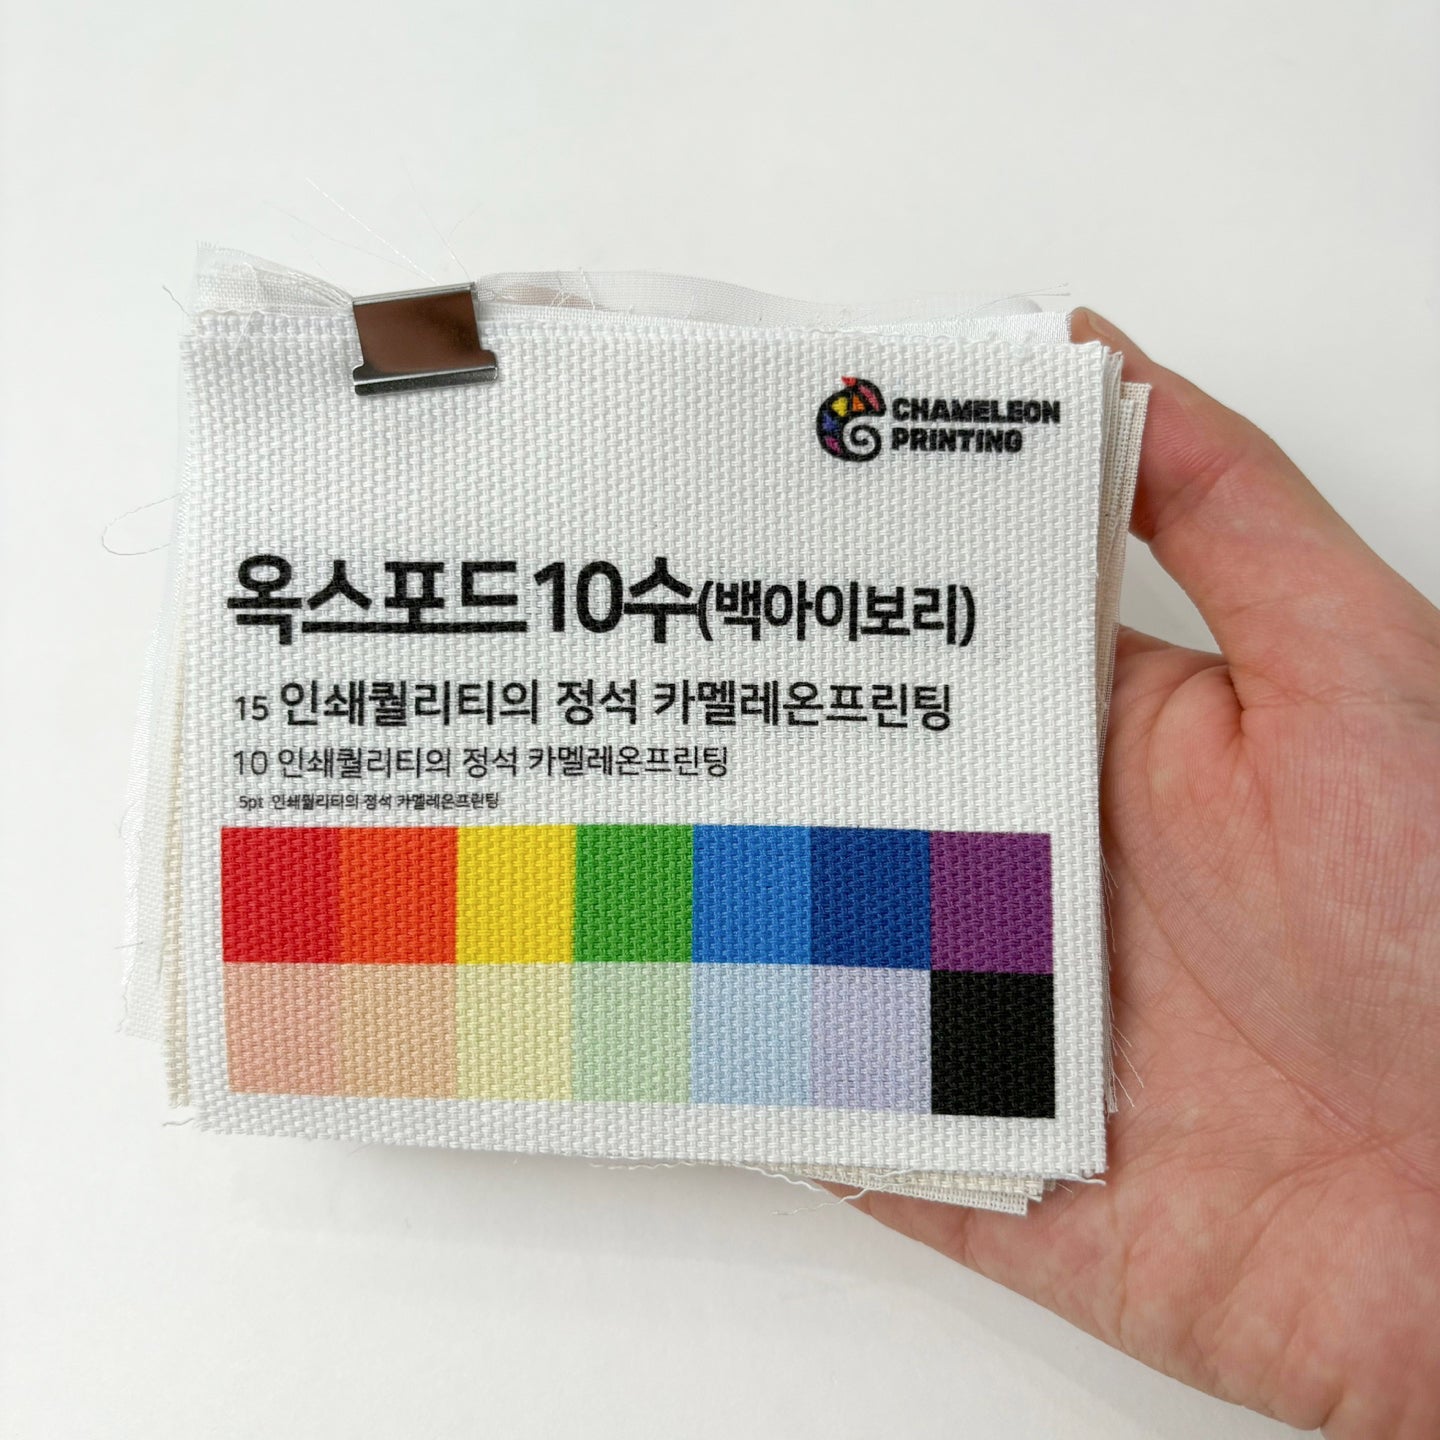 CHAMELEON
PRINTING
옥스포드10수(백아이보리)
15 인쇄퀄리티의 정석 카멜레온프린팅
10 인쇄퀄리티의 정석 카멜레온프린팅
5pt 인쇄퀄리티의 정석 카멜레온프린팅